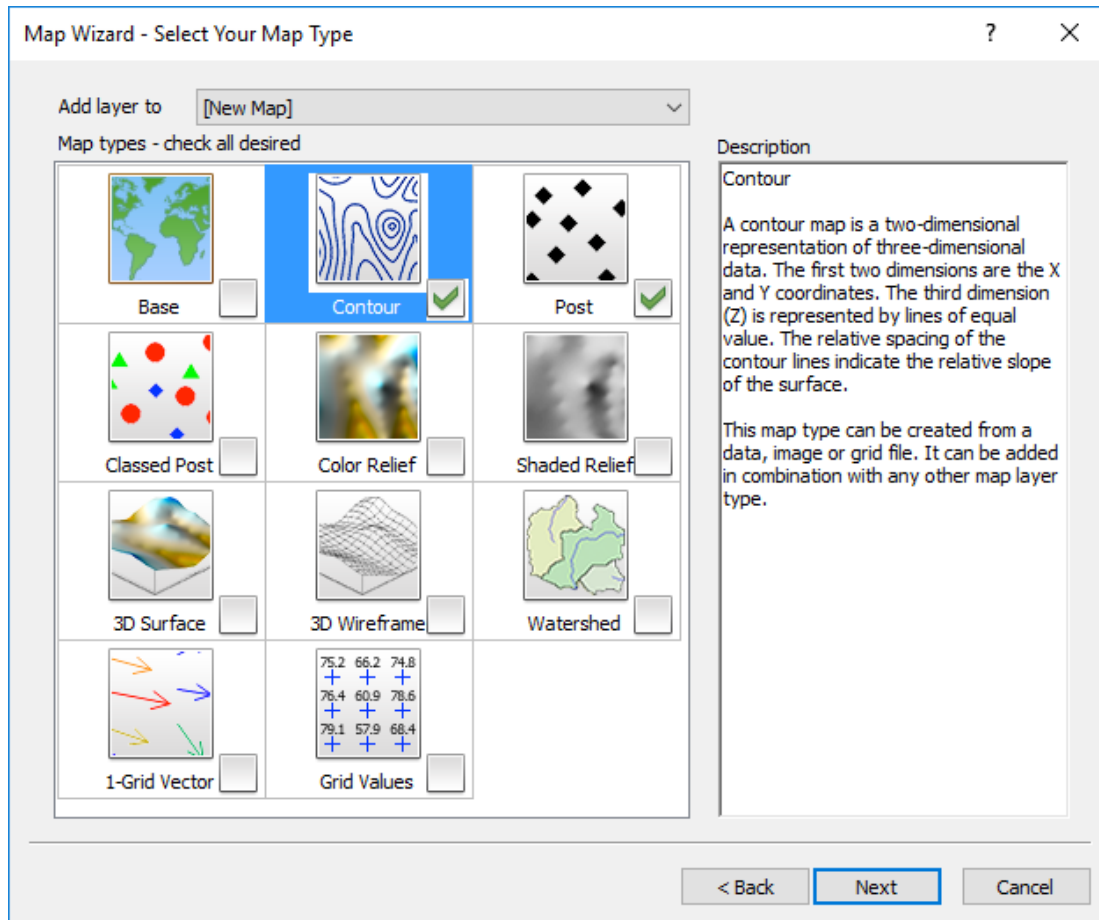 Map Wizard - Select Your Map Type
?
Add layer to
[New Map]
Map types - check all desired
Base
Contour
Post
Classed Post
Color Relief
Shaded Relief
3D Surface
3D Wireframe
Watershed
75.2 66.2 74.8
76.4 60.9 78.6
79.1 57.9 68.4
1-Grid Vector
Grid Values
Description
Contour
A contour map is a two-dimensional
representation of three-dimensional
data. The first two dimensions are the X
and Y coordinates. The third dimension
(Z) is represented by lines of equal
value. The relative spacing of the
contour lines indicate the relative slope
of the surface.
This map type can be created from a
data, image or grid file. It can be added
in combination with any other map layer
type.
< Back
Next
Cancel